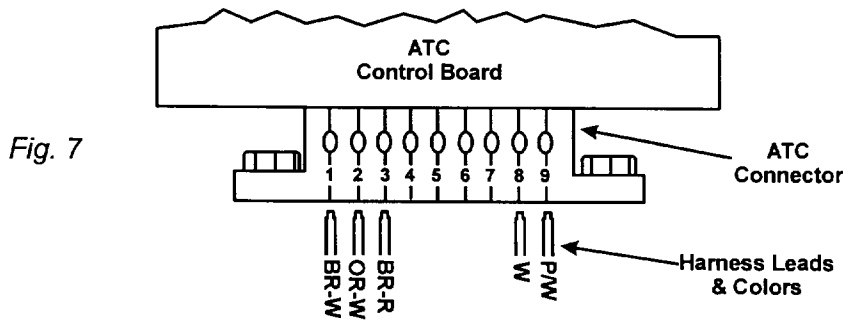 ATC
Control Board
Fig. 7
1 2 3 4 5 6 7 8 9
ATC
Connector
BR-W
OR-W
BR-R
W
P/W
Harness Leads
& Colors